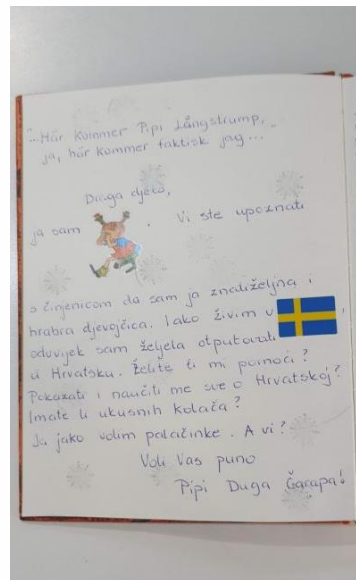 "...Här kommer Pipi Långstrump,
ja, här kommer faktisk jag..."
Draga djeco,
ja sam . Vi ste upoznati
s činjenicom da sam ja znatiželjna i
hrabra djevojčica. Iako živim u ,
oduvijek sam željela otputovati
u Hrvatsku. Želite li mi pomoći?
Pokazati i naučiti me sve o Hrvatskoj?
Imate li ukusnih kolača?
Ja jako volim palačinke. A vi?
Voli Vas puno
Pipi Duga Čarapa!